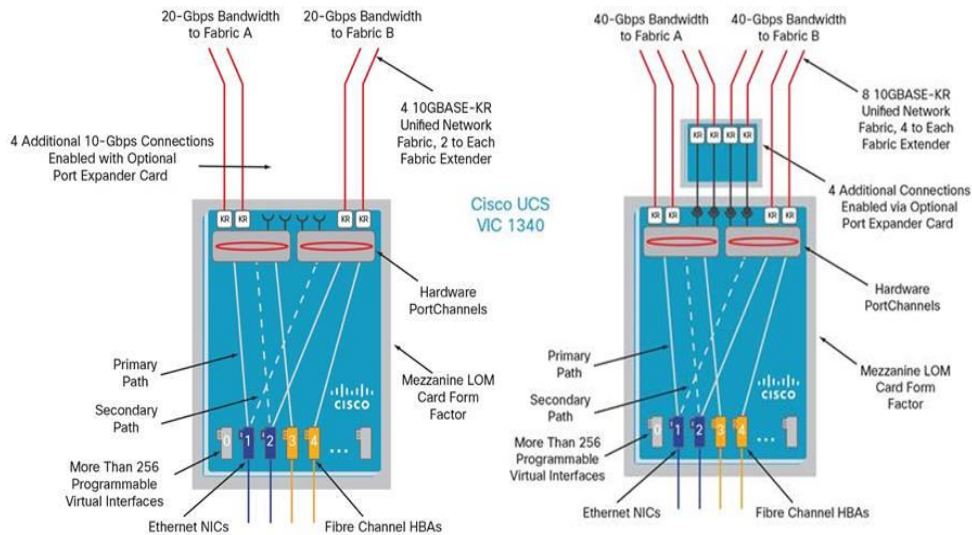 20-Gbps Bandwidth
to Fabric A
20-Gbps Bandwidth
to Fabric B
4 10GBASE-KR
Unified Network
Fabric, 2 to Each
Fabric Extender
4 Additional 10-Gbps Connections
Enabled with Optional
Port Expander Card
KR
KR
KR
KR
Hardware
PortChannels
Primary
Path
Secondary
Path
CISCO
Mezzanine LOM
Card Form
Factor
0
1
2
3
4
...
More Than 256
Programmable
Virtual Interfaces
Ethernet NICs
Fibre Channel HBAs
Cisco UCS
VIC 1340
40-Gbps Bandwidth
to Fabric A
40-Gbps Bandwidth
to Fabric B
8 10GBASE-KR
Unified Network
Fabric, 4 to Each
Fabric Extender
KR
KR
KR
KR
4 Additional Connections
Enabled via Optional
Port Expander Card
KR
KR
KR
KR
Hardware
PortChannels
Primary
Path
Secondary
Path
CISCO
Mezzanine LOM
Card Form
Factor
0
1
2
3
4
...
More Than 256
Programmable
Virtual Interfaces
Ethernet NICs
Fibre Channel HBAs